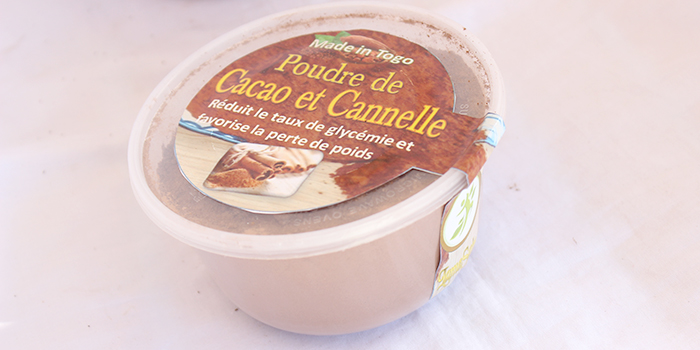 Made in Togo
Poudre de
Cacao et Cannelle
Réduit le taux de glycémie et
favorise la perte de poids